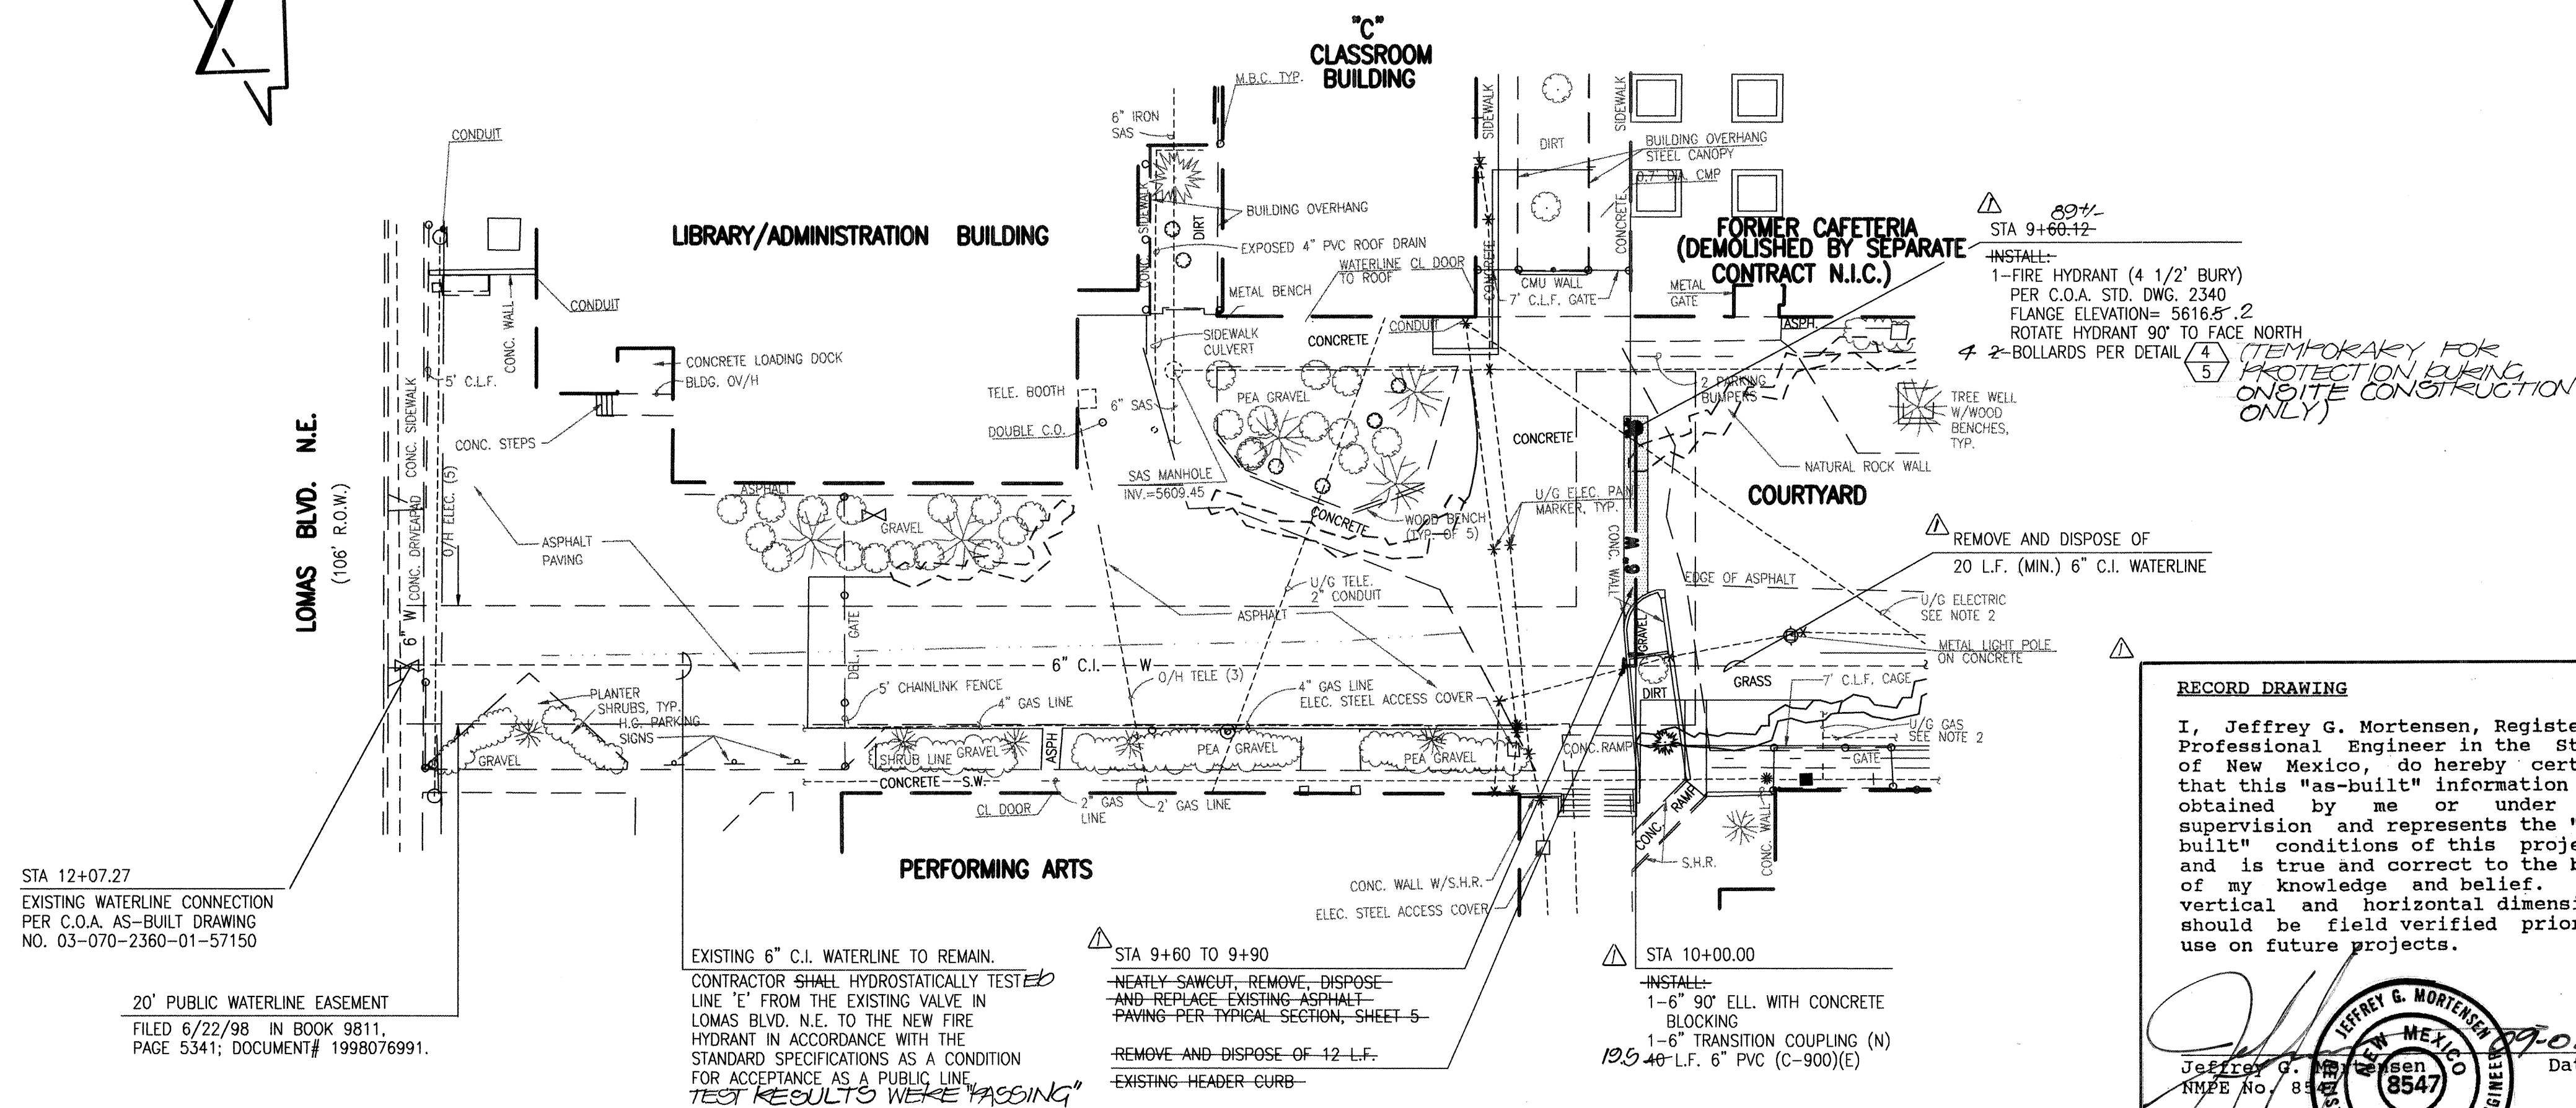 "C"
CLASSROOM
BUILDING
M.B.C. TYP.
6" IRON
SAS
CONDUIT
SIDEWALK
SIDEWALK
DIRT
BUILDING OVERHANG
STEEL CANOPY
0.7' DIA. CMP
LIBRARY/ADMINISTRATION BUILDING
CONC. SIDEWALK
DIRT
BUILDING OVERHANG
EXPOSED 4" PVC ROOF DRAIN
WATERLINE CL DOOR
TO ROOF
METAL BENCH
CONCRETE
CONCRETE
CMU WALL
7' C.L.F. GATE
FORMER CAFETERIA
(DEMOLISHED BY SEPARATE
CONTRACT N.I.C.)
METAL
GATE
ASPH.
89+/-
STA 9+60.12
INSTALL:
1-FIRE HYDRANT (4 1/2' BURY)
PER C.O.A. STD. DWG. 2340
FLANGE ELEVATION= 5616.5 .2
ROTATE HYDRANT 90° TO FACE NORTH
4 2-BOLLARDS PER DETAIL 4
5
(TEMPORARY FOR
PROTECTION DURING
ONSITE CONSTRUCTION
ONLY)
CONDUIT
CONC. WALL
5' C.L.F.
CONCRETE LOADING DOCK
BLDG. OV/H
CONC. STEPS
SIDEWALK
CULVERT
CONCRETE
CONDUIT
TELE. BOOTH
6" SAS
DOUBLE C.O.
PEA GRAVEL
2 PARKING
BUMPERS
TREE WELL
W/WOOD
BENCHES,
TYP.
CONCRETE
NATURAL ROCK WALL
SAS MANHOLE
INV.=5609.45
U/G ELEC. PAINT
MARKER, TYP.
COURTYARD
WOOD BENCH
(TYP. OF 5)
CONCRETE
LOMAS BLVD. N.E.
(106' R.O.W.)
6" W
CONC. DRIVEAPAD
CONC. SIDEWALK
O/H ELEC. (5)
ASPHALT
PAVING
ASPHALT
GRAVEL
CONC. WALL
6" W
REMOVE AND DISPOSE OF
20 L.F. (MIN.) 6" C.I. WATERLINE
U/G TELE.
2" CONDUIT
ASPHALT
EDGE OF ASPHALT
U/G ELECTRIC
SEE NOTE 2
DBL. GATE
GRAVEL
METAL LIGHT POLE
ON CONCRETE
6" C.I. W
O/H TELE (3)
5' CHAINLINK FENCE
4" GAS LINE
4" GAS LINE
ELEC. STEEL ACCESS COVER
DIRT
GRASS
7' C.L.F. CAGE
PLANTER
SHRUBS, TYP.
H.C. PARKING
SIGNS
GRAVEL
SHRUB LINE
GRAVEL
ASPH
PEA GRAVEL
PEA GRAVEL
CONC. RAMP
U/G GAS
SEE NOTE 2
GATE
CONCRETE S.W.
CL DOOR
2" GAS
LINE
2' GAS LINE
CONC. RAMP
CONC. WALL
S.H.R.
PERFORMING ARTS
CONC. WALL W/S.H.R.
ELEC. STEEL ACCESS COVER
STA 12+07.27
EXISTING WATERLINE CONNECTION
PER C.O.A. AS-BUILT DRAWING
NO. 03-070-2360-01-57150
20' PUBLIC WATERLINE EASEMENT
FILED 6/22/98 IN BOOK 9811,
PAGE 5341; DOCUMENT# 1998076991.
EXISTING 6" C.I. WATERLINE TO REMAIN.
CONTRACTOR SHALL HYDROSTATICALLY TESTED
LINE 'E' FROM THE EXISTING VALVE IN
LOMAS BLVD. N.E. TO THE NEW FIRE
HYDRANT IN ACCORDANCE WITH THE
STANDARD SPECIFICATIONS AS A CONDITION
FOR ACCEPTANCE AS A PUBLIC LINE.
TEST RESULTS WERE "PASSING"
1
STA 9+60 TO 9+90
NEATLY SAWCUT, REMOVE, DISPOSE
AND REPLACE EXISTING ASPHALT
PAVING PER TYPICAL SECTION, SHEET 5
REMOVE AND DISPOSE OF 12 L.F.
EXISTING HEADER CURB
1
STA 10+00.00
INSTALL:
1-6" 90° ELL. WITH CONCRETE
BLOCKING
1-6" TRANSITION COUPLING (N)
19.5 40 L.F. 6" PVC (C-900)(E)
RECORD DRAWING
I, Jeffrey G. Mortensen, Registe
Professional Engineer in the St
of New Mexico, do hereby cert
that this "as-built" information
obtained by me or under
supervision and represents the "
built" conditions of this proje
and is true and correct to the b
of my knowledge and belief.
vertical and horizontal dimensi
should be field verified prior
use on future projects.
Jeffrey G. Mortensen Da
NMPE No. 8547
09-0
JEFFREY G. MORTENSEN
NEW MEXICO
8547